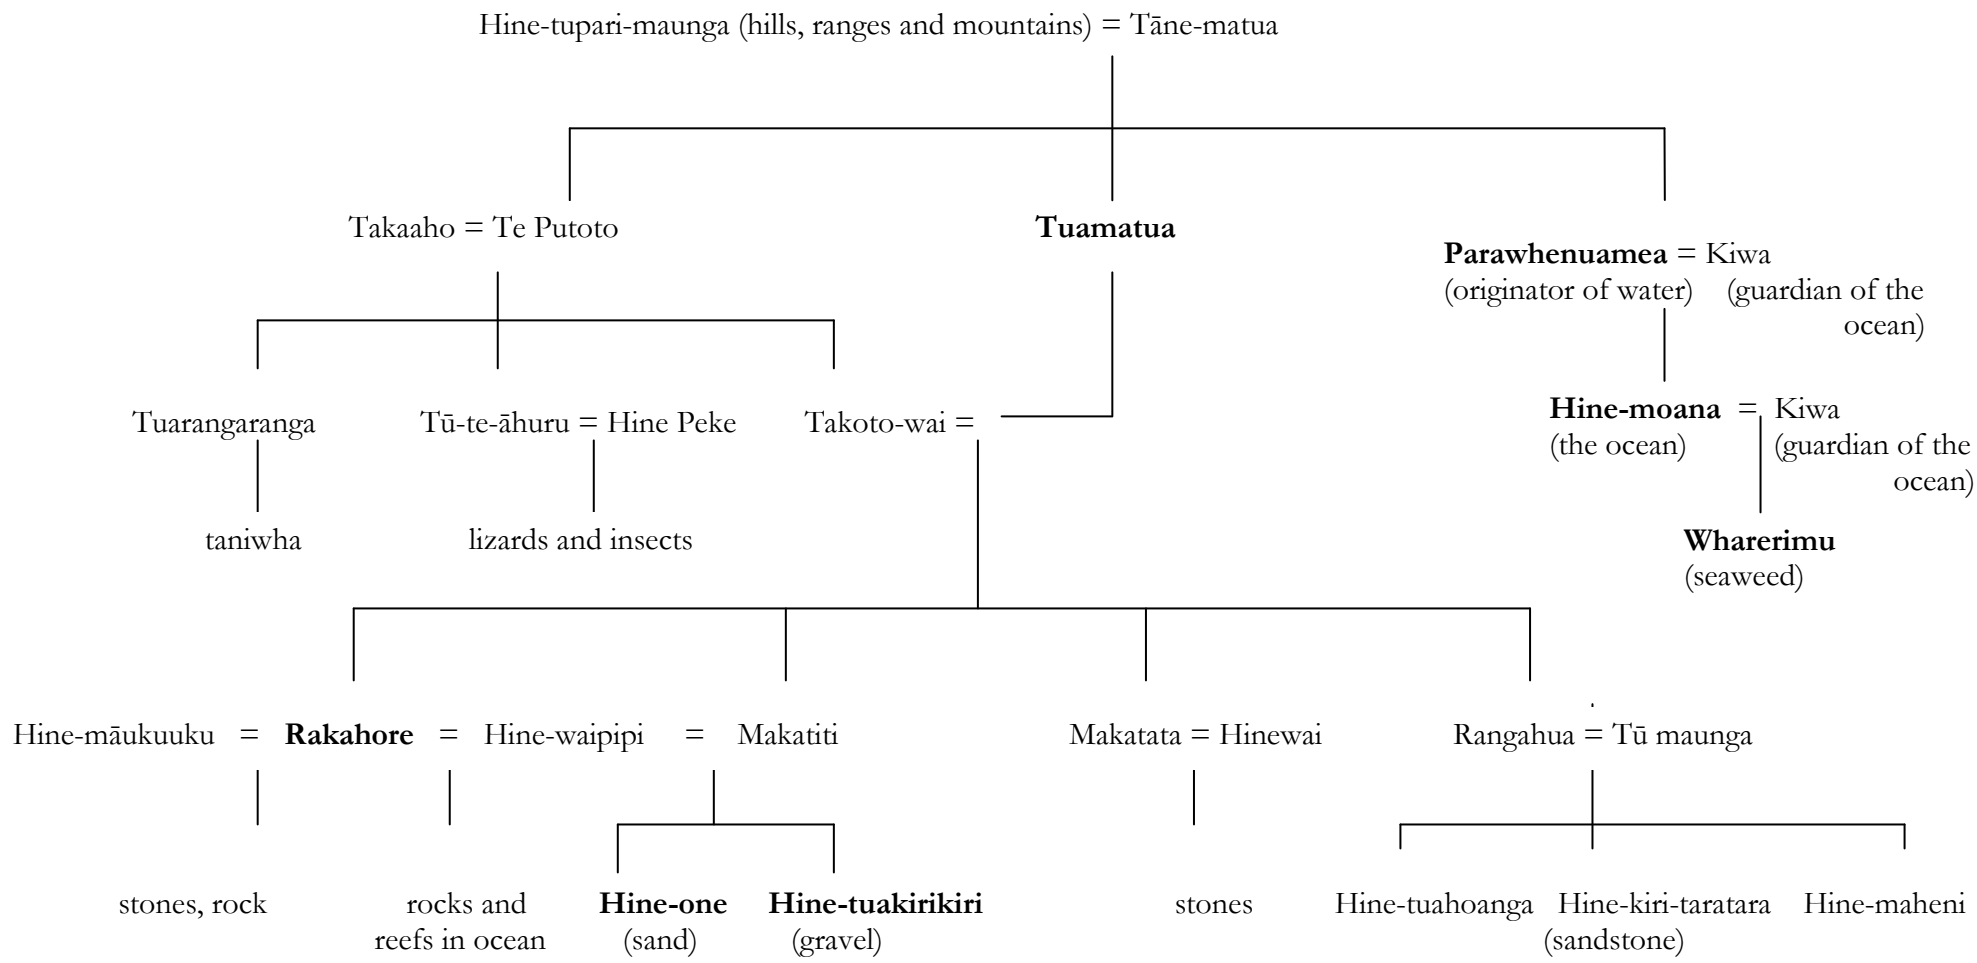 Hine-tupari-maunga (hills, ranges and mountains) = Tāne-matua
Takaaho = Te Putoto
Tuamatua
Parawhenuamea = Kiwa
(originator of water) (guardian of the
ocean)
Tuarangaranga
Tū-te-āhuru = Hine Peke
Takoto-wai =
Hine-moana = Kiwa
(the ocean) (guardian of the
ocean)
taniwha
lizards and insects
Wharerimu
(seaweed)
Hine-māukuuku = Rakahore = Hine-waipipi = Makatiti
Makatata = Hinewai
Rangahua = Tū maunga
stones, rock
rocks and
reefs in ocean
Hine-one
(sand)
Hine-tuakirikiri
(gravel)
stones
Hine-tuahoanga
Hine-kiri-taratara
(sandstone)
Hine-maheni